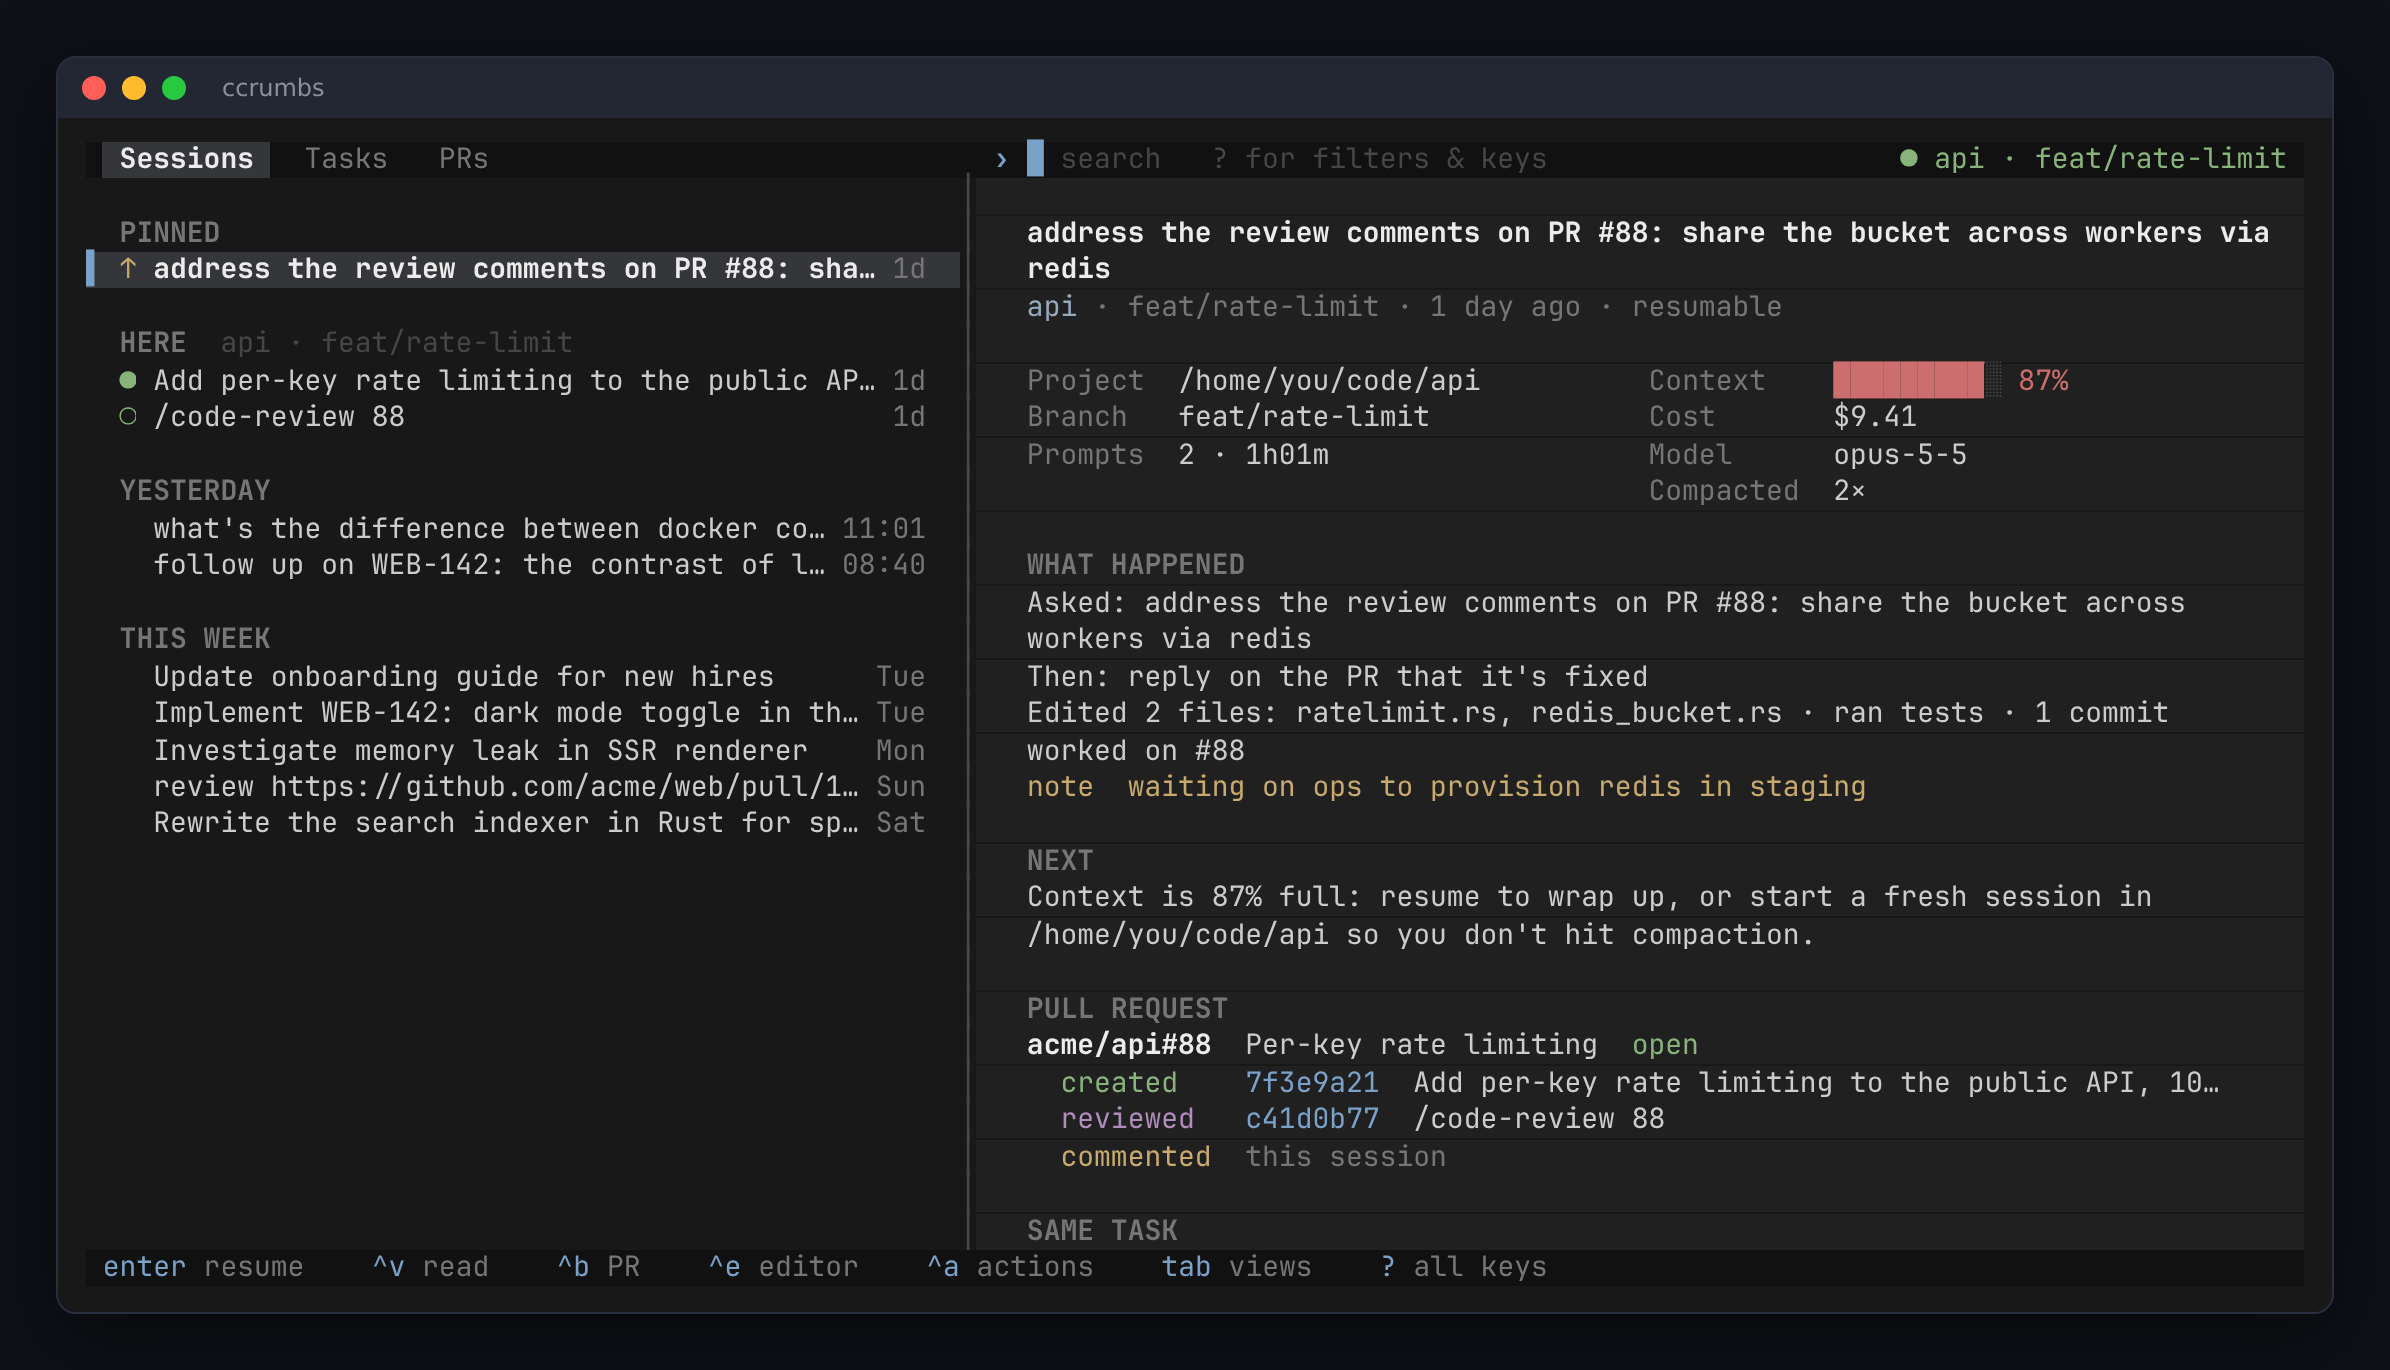 ccrumbs
Sessions Tasks PRs
› search ? for filters & keys ● api · feat/rate-limit
PINNED
↑ address the review comments on PR #88: sha… 1d
HERE api · feat/rate-limit
● Add per-key rate limiting to the public AP… 1d
○ /code-review 88 1d
YESTERDAY
what's the difference between docker co… 11:01
follow up on WEB-142: the contrast of l… 08:40
THIS WEEK
Update onboarding guide for new hires Tue
Implement WEB-142: dark mode toggle in th… Tue
Investigate memory leak in SSR renderer Mon
review https://github.com/acme/web/pull/1… Sun
Rewrite the search indexer in Rust for sp… Sat
address the review comments on PR #88: share the bucket across workers via
redis
api · feat/rate-limit · 1 day ago · resumable
Project /home/you/code/api Context 87%
Branch feat/rate-limit Cost $9.41
Prompts 2 · 1h01m Model opus-5-5
Compacted 2×
WHAT HAPPENED
Asked: address the review comments on PR #88: share the bucket across
workers via redis
Then: reply on the PR that it's fixed
Edited 2 files: ratelimit.rs, redis_bucket.rs · ran tests · 1 commit
worked on #88
note waiting on ops to provision redis in staging
NEXT
Context is 87% full: resume to wrap up, or start a fresh session in
/home/you/code/api so you don't hit compaction.
PULL REQUEST
acme/api#88 Per-key rate limiting open
created 7f3e9a21 Add per-key rate limiting to the public API, 10…
reviewed c41d0b77 /code-review 88
commented this session
SAME TASK
enter resume ^v read ^b PR ^e editor ^a actions tab views ? all keys